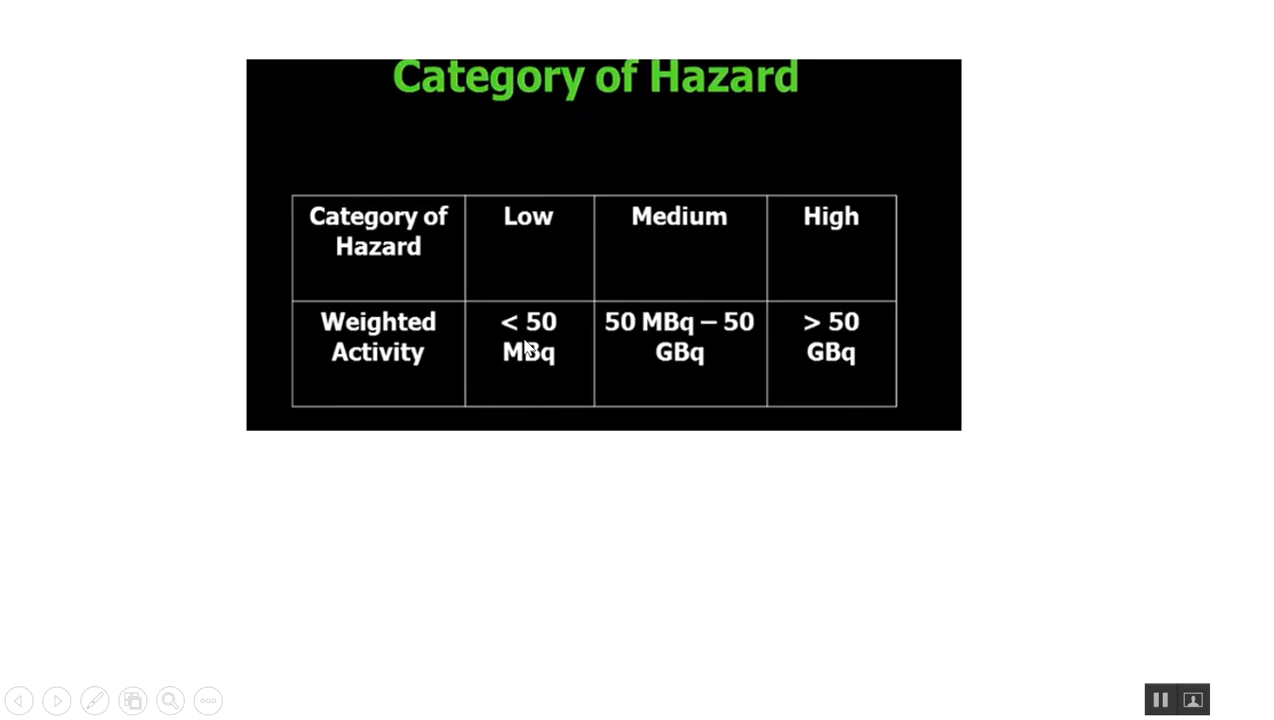 Category of Hazard
Category of
Hazard
Low
Medium
High
Weighted
Activity
< 50
MBq
50 MBq – 50
GBq
> 50
GBq